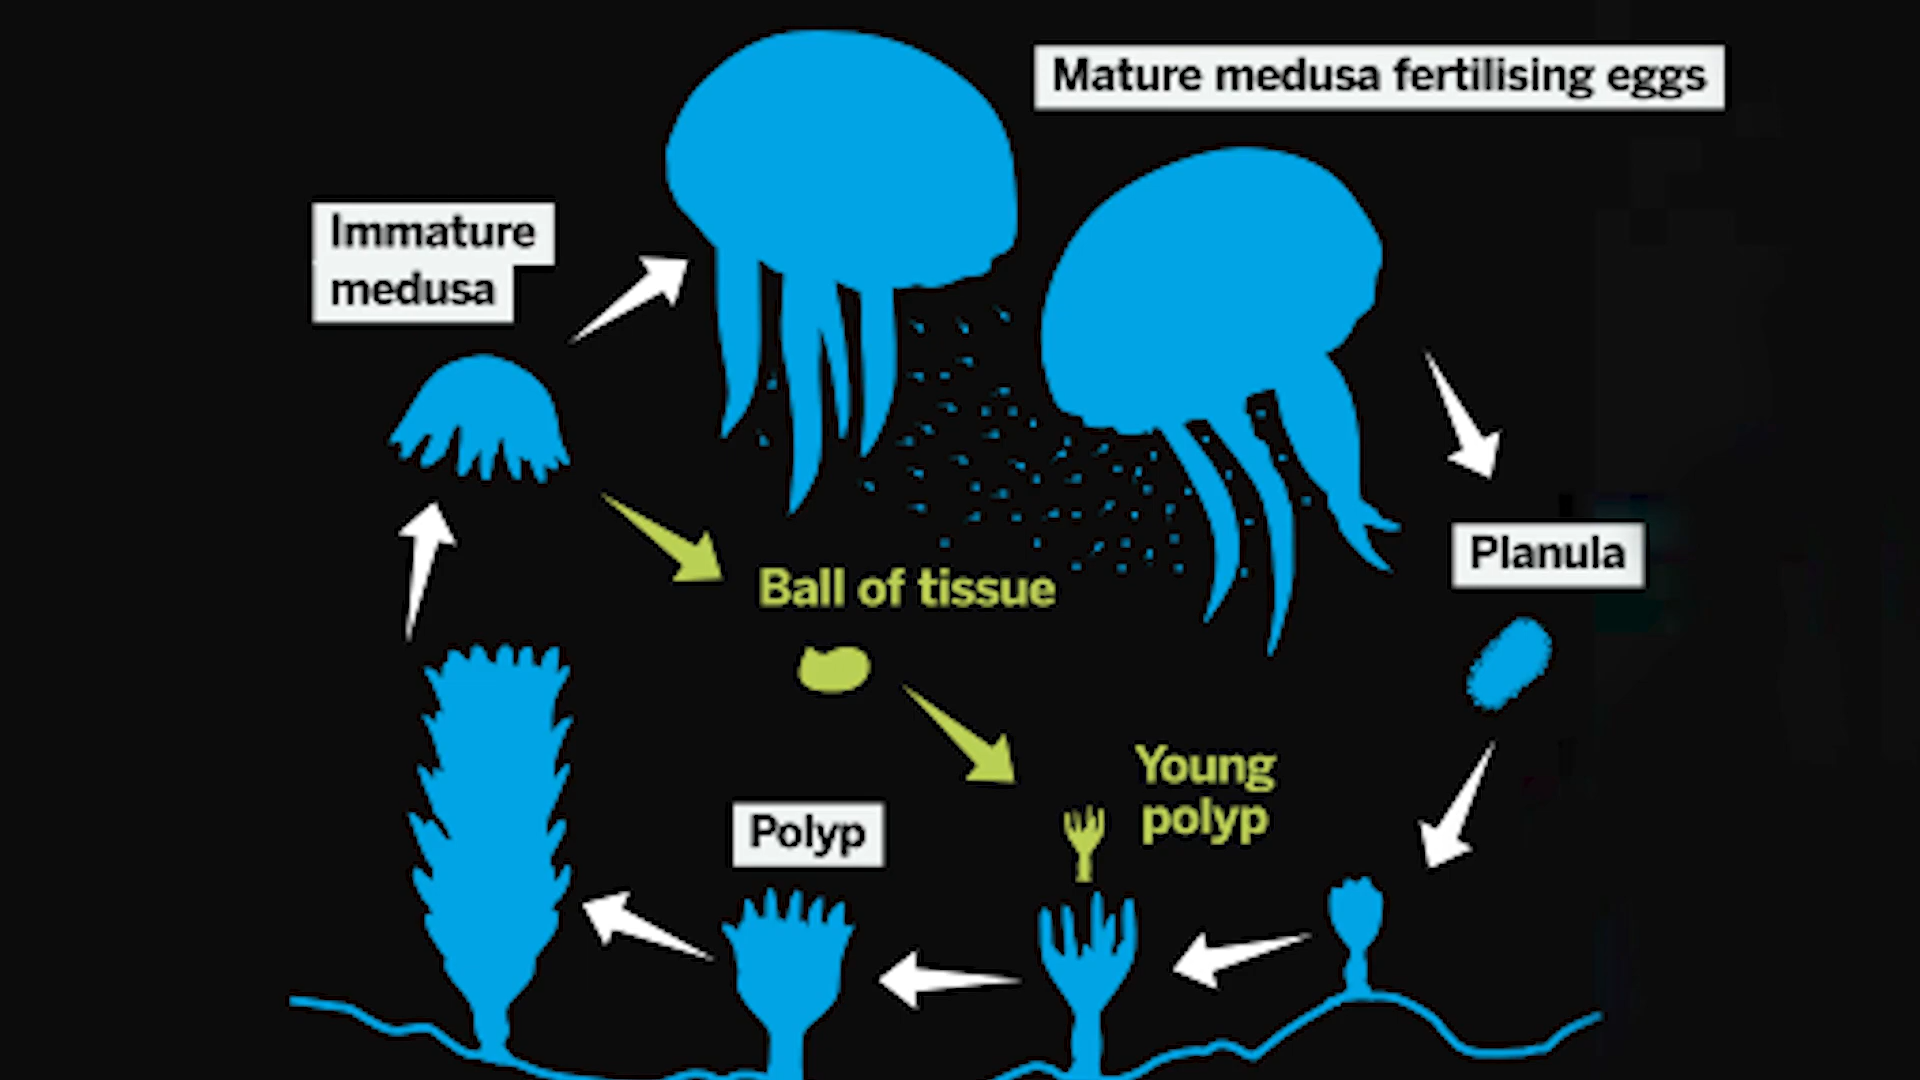 Mature medusa fertilising eggs
Immature
medusa
Planula
Ball of tissue
Young
polyp
Polyp